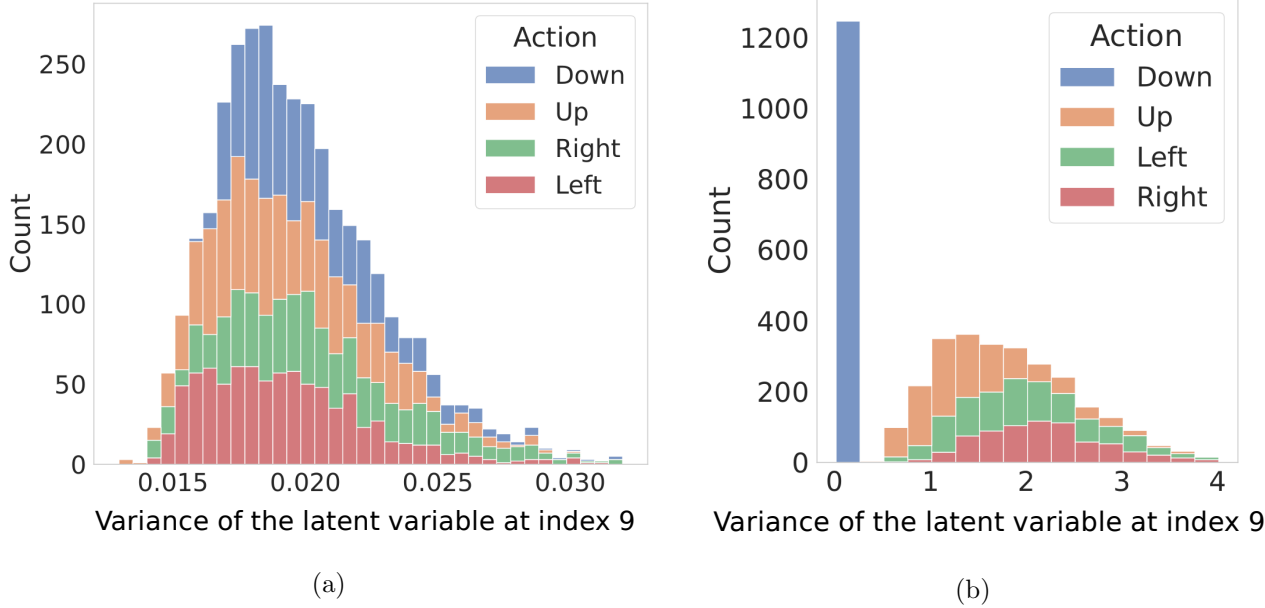 Action
Down
Up
Right
Left
250
200
150
100
50
0
Count
0.015 0.020 0.025 0.030
Variance of the latent variable at index 9
(a)
Action
Down
Up
Left
Right
1200
1000
800
600
400
200
0
Count
0 1 2 3 4
Variance of the latent variable at index 9
(b)